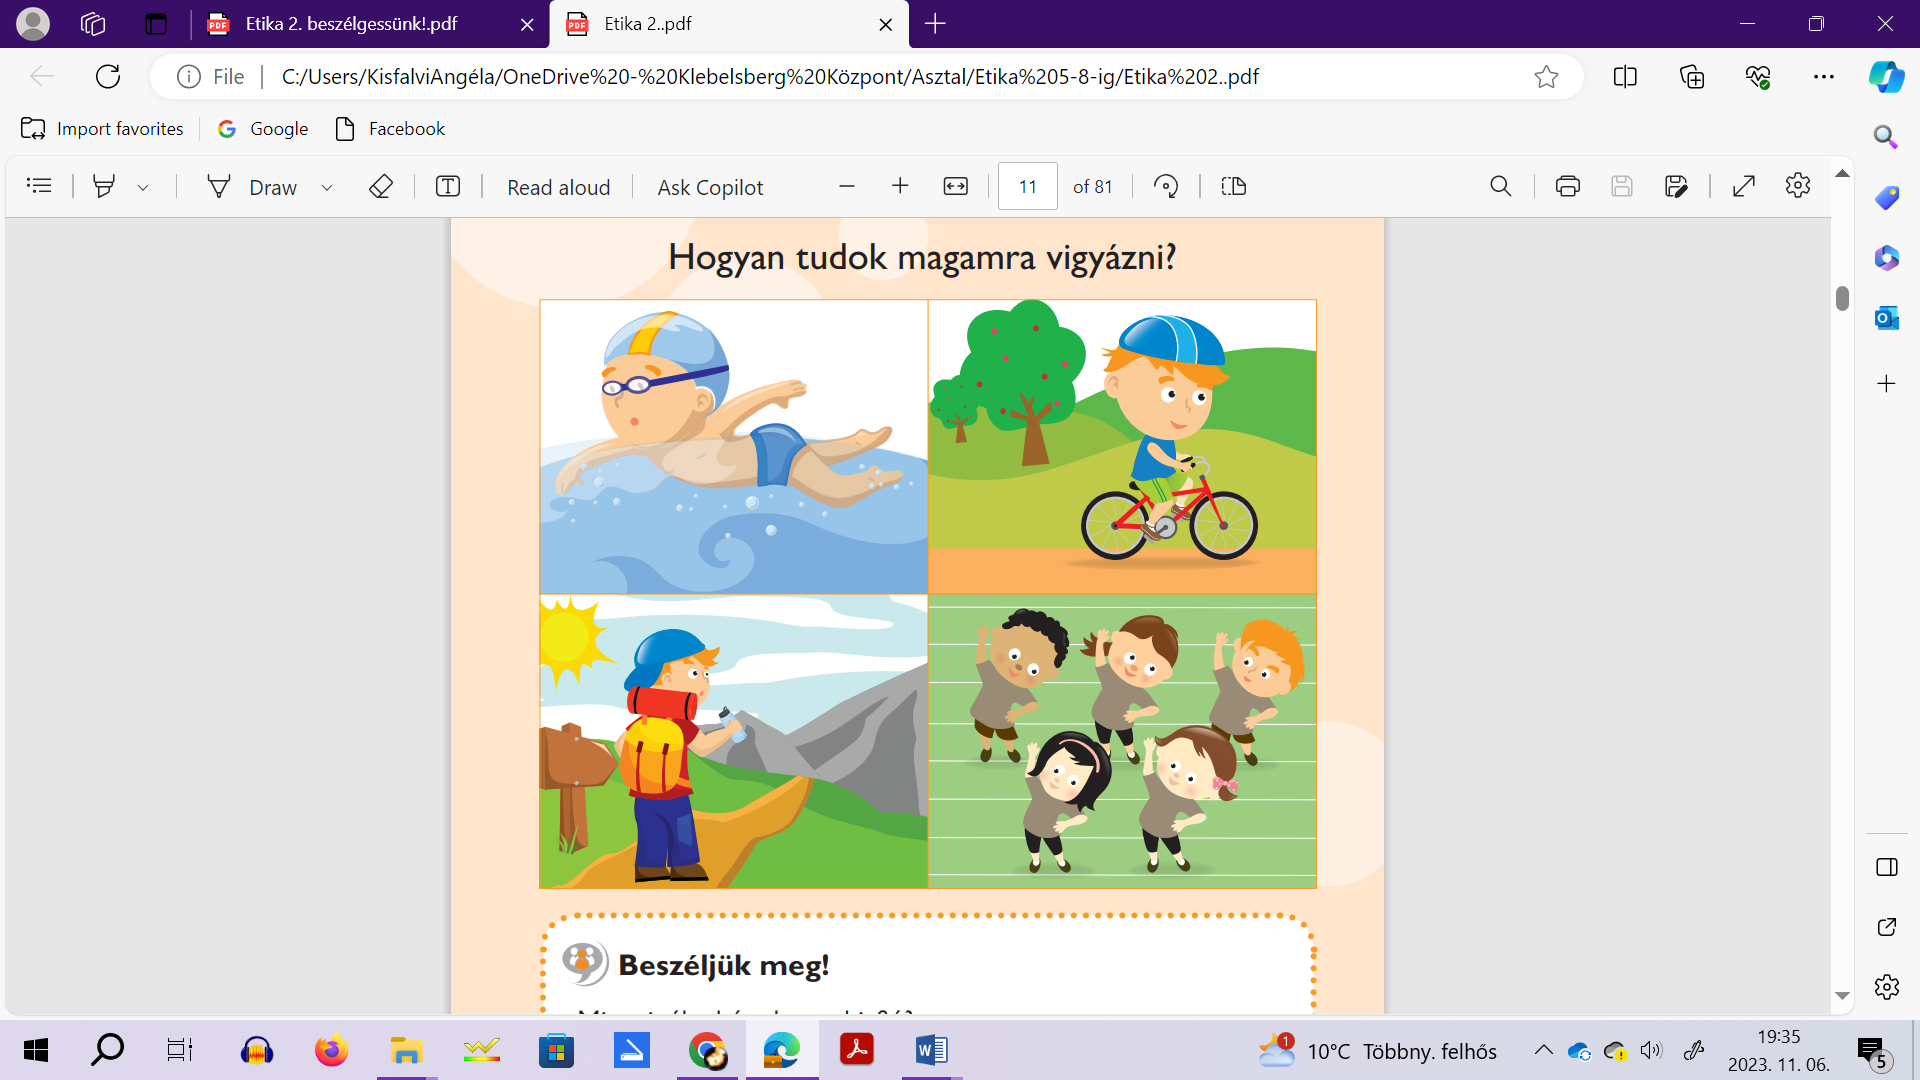 Etika 2. beszélgessünk!.pdf
Etika 2..pdf
File
C:/Users/KisfalviAngéla/OneDrive%20-%20Klebelsberg%20Központ/Asztal/Etika%205-8-ig/Etika%202..pdf
Import favorites
Google
Facebook
Draw
Read aloud
Ask Copilot
11
of 81
Hogyan tudok magamra vigyázni?
Beszéljük meg!
1
10°C Többny. felhős
19:35
2023. 11. 06.
5